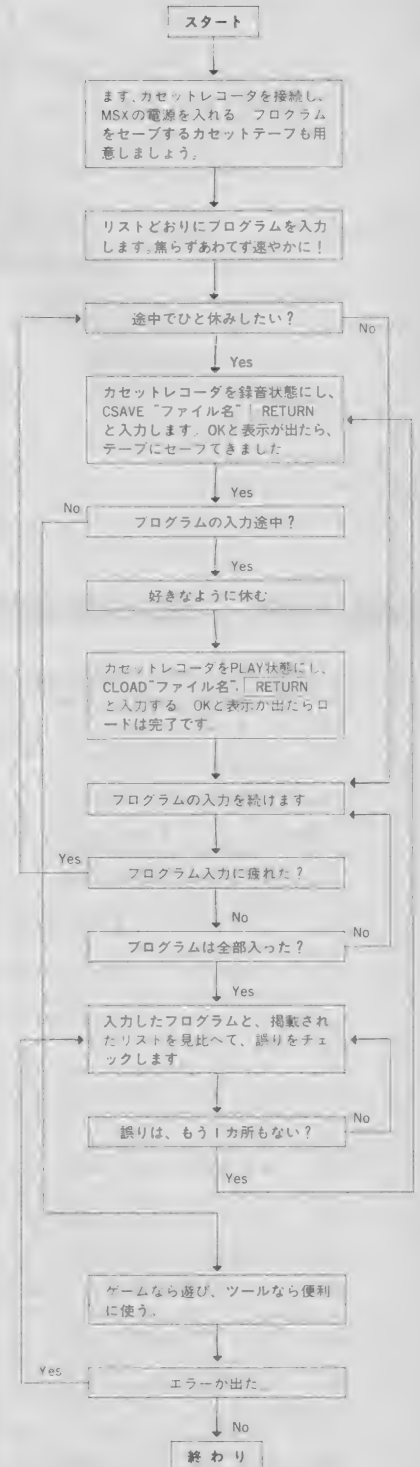 スタート
まず、カセットレコータを接続し、
MSXの電源を入れる フロクラム
をセーブするカセットテーフも用
意しましょう。
リストどおりにプログラムを入力
します。焦らずあわてず速やかに！
途中でひと休みしたい？
No
Yes
カセットレコータを録音状態にし、
CSAVE “ファイル名” RETURN
と入力します。OKと表示が出たら、
テープにセーフてきました
Yes
No
プログラムの入力途中？
Yes
好きなように休む
カセットレコータをPLAY状態にし、
CLOAD“ファイル名”、RETURN
と入力する OKと表示か出たらロ
ードは完了です
フログラムの入力を続けます
Yes
フログラム入力に疲れた？
No
No
プログラムは全部入った？
Yes
入力したフログラムと、掲載され
たリストを見比へて、誤りをチェ
ックします
No
誤りは、もう1カ所もない？
Yes
ゲームなら遊び、ツールなら便利
に使う。
Yes
エラーか出た
No
終わり